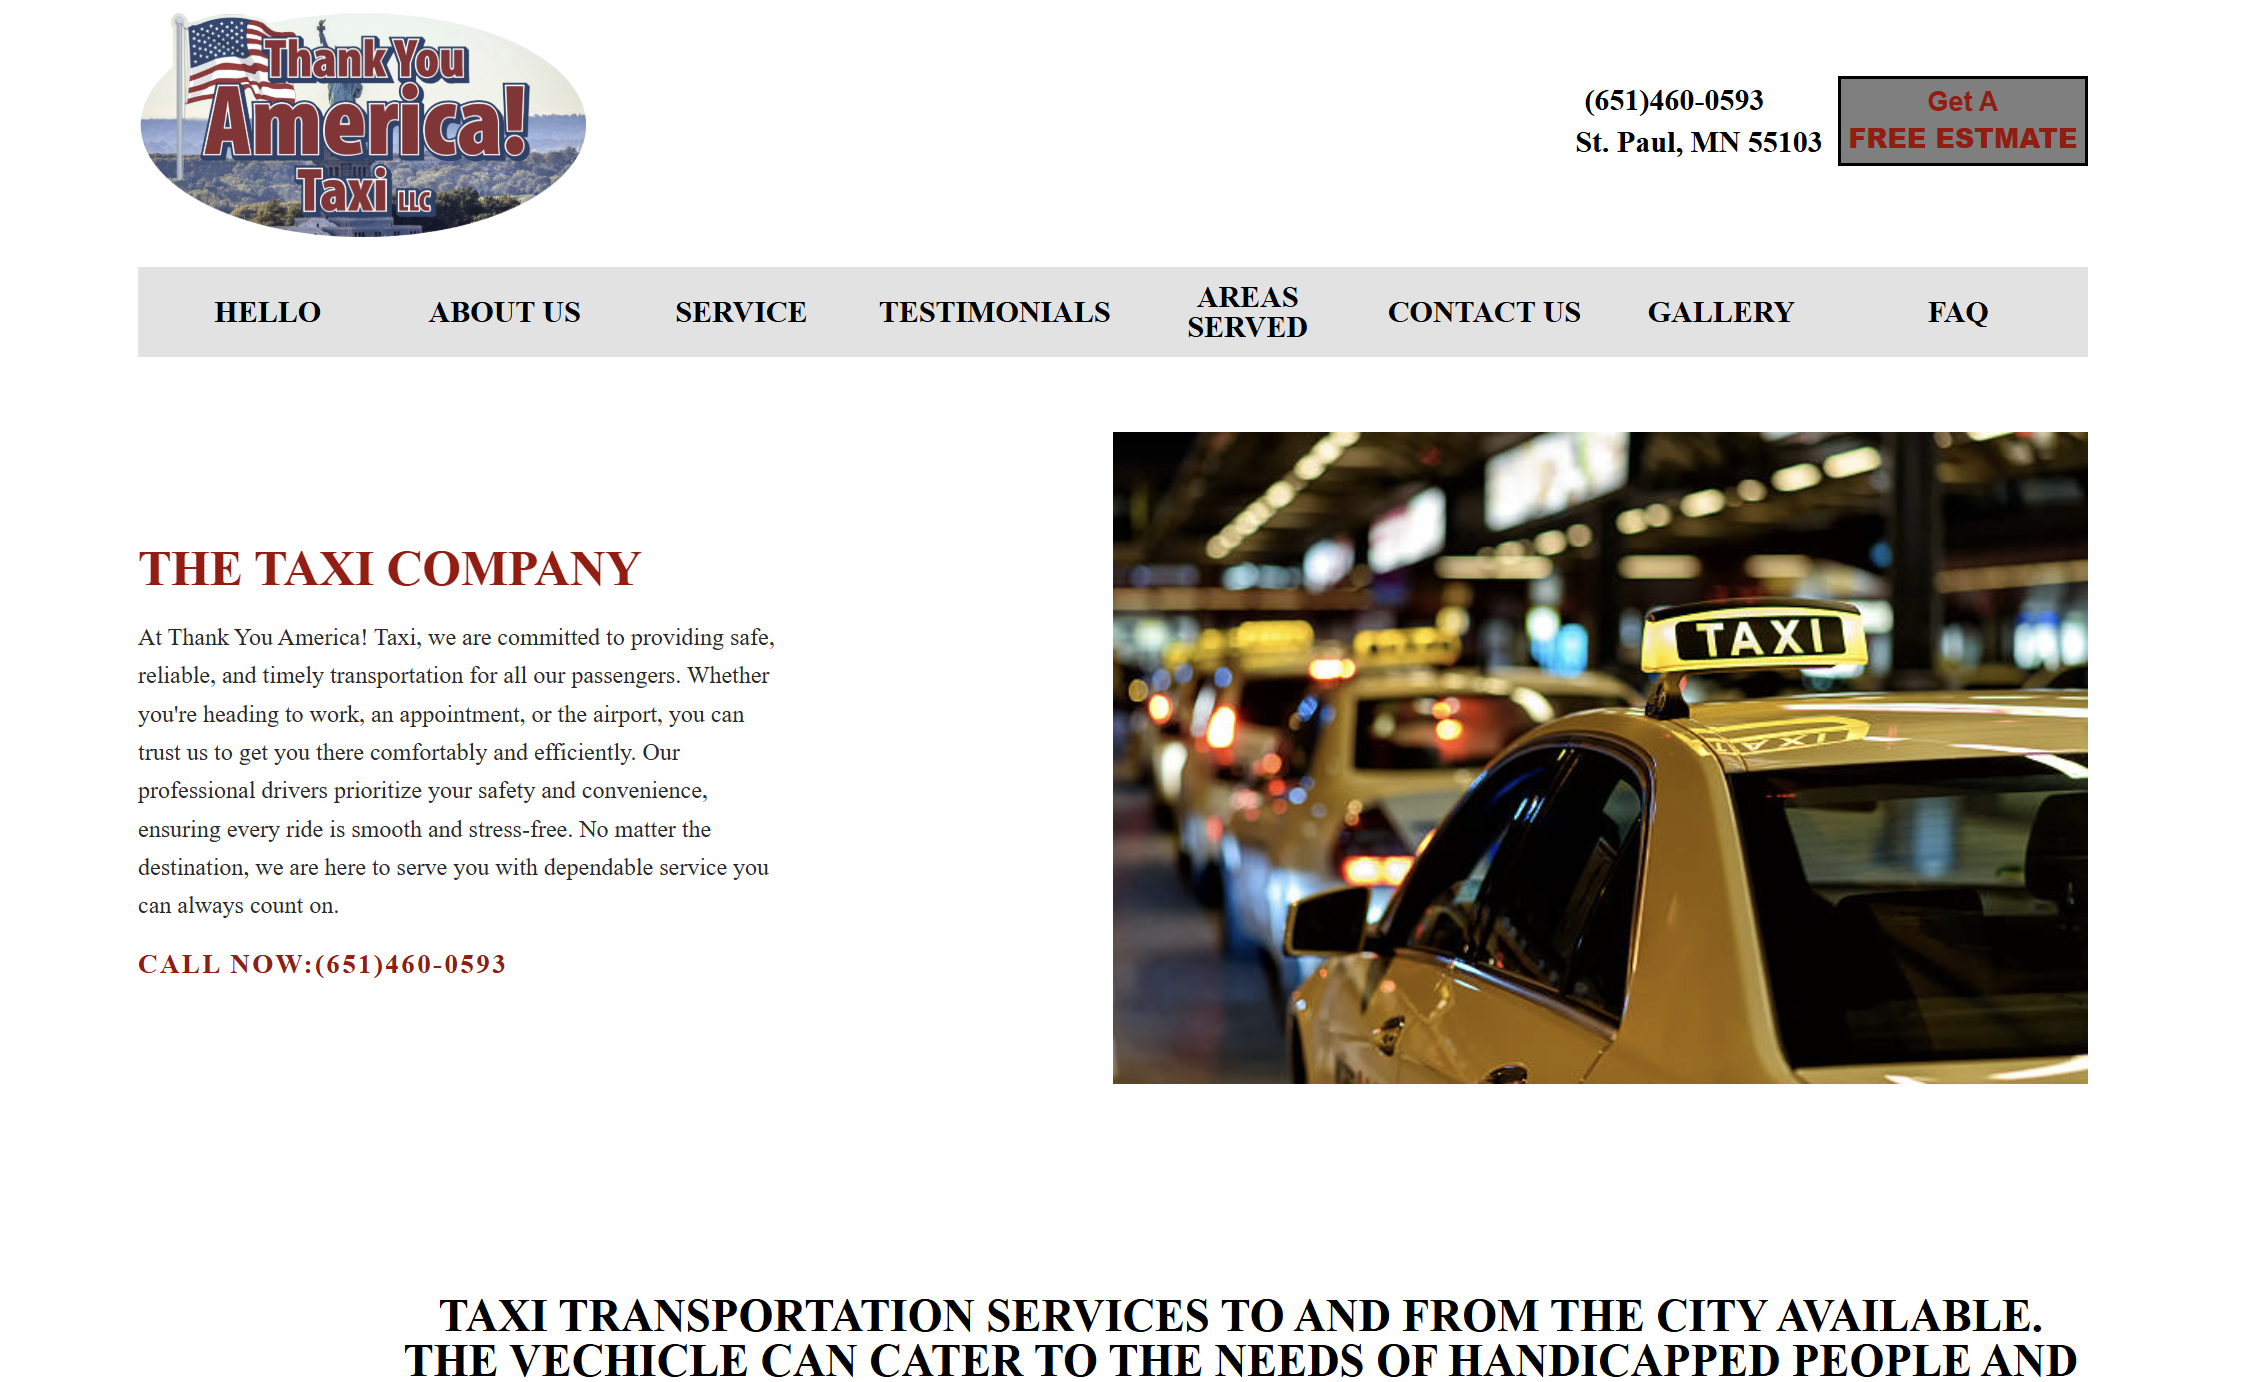 Thank You
America!
Taxi LLC
(651)460-0593
St. Paul, MN 55103
Get A
FREE ESTMATE
HELLO
ABOUT US
SERVICE
TESTIMONIALS
AREAS
SERVED
CONTACT US
GALLERY
FAQ
THE TAXI COMPANY
At Thank You America! Taxi, we are committed to providing safe,
reliable, and timely transportation for all our passengers. Whether
you're heading to work, an appointment, or the airport, you can
trust us to get you there comfortably and efficiently. Our
professional drivers prioritize your safety and convenience,
ensuring every ride is smooth and stress-free. No matter the
destination, we are here to serve you with dependable service you
can always count on.
CALL NOW:(651)460-0593
TAXI
TAXI TRANSPORTATION SERVICES TO AND FROM THE CITY AVAILABLE.
THE VECHICLE CAN CATER TO THE NEEDS OF HANDICAPPED PEOPLE AND